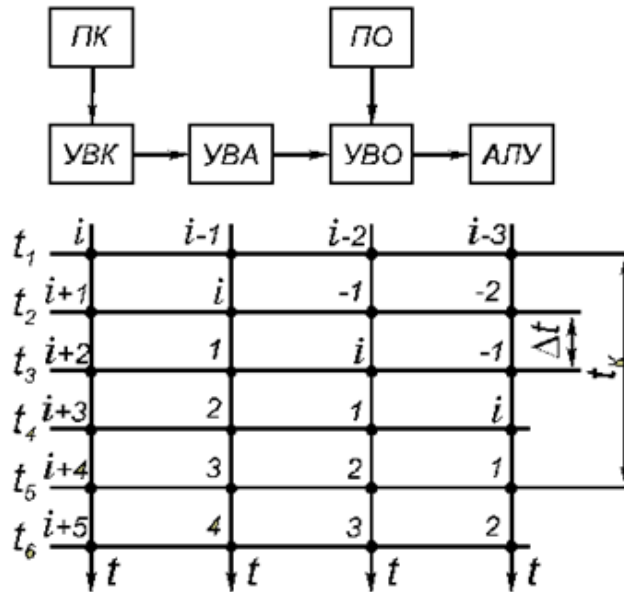 ПК ПО
УВК УВА УВО АЛУ
i i-1 i-2 i-3
t₁
i+1 i -1 -2
t₂
Δt
tк
i+2 1 i -1
t₃
i+3 2 1 i
t₄
i+4 3 2 1
t₅
i+5 4 3 2
t₆
t t t t